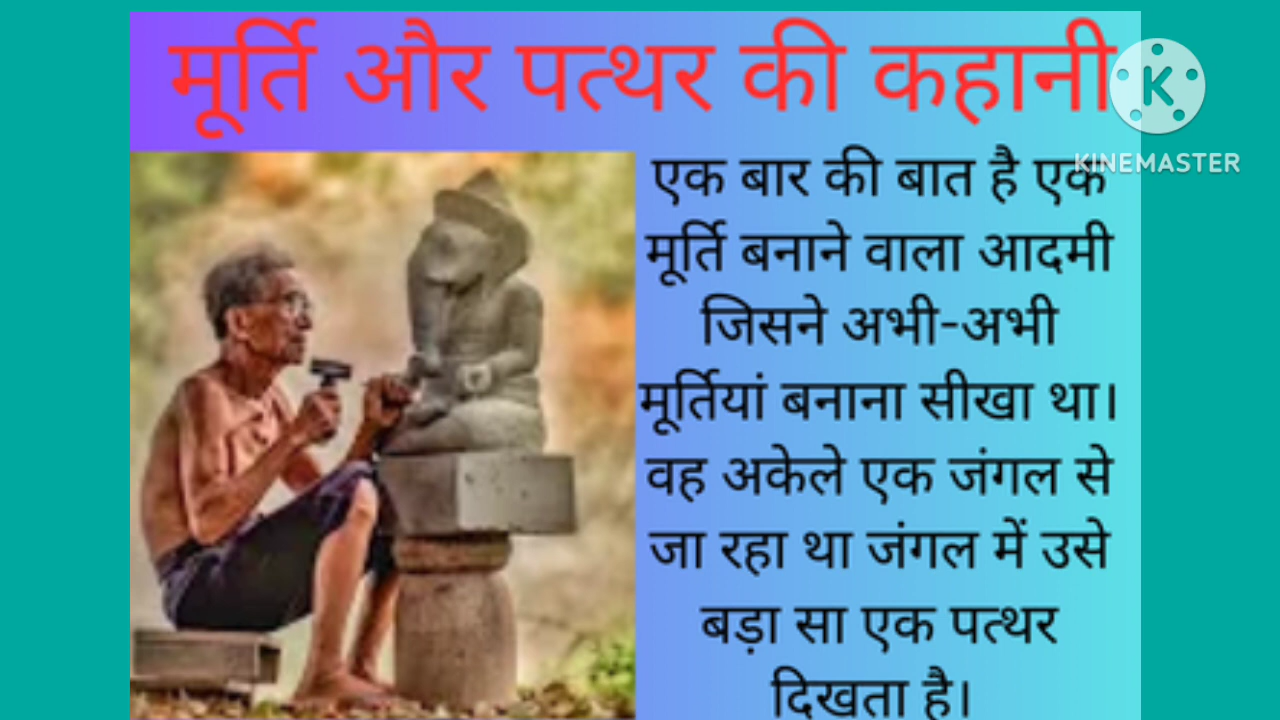 मूर्ति और पत्थर की कहानी
K
KINEMASTER
एक बार की बात है एक
मूर्ति बनाने वाला आदमी
जिसने अभी-अभी
मूर्तियां बनाना सीखा था।
वह अकेले एक जंगल से
जा रहा था जंगल में उसे
बड़ा सा एक पत्थर
दिखता है।